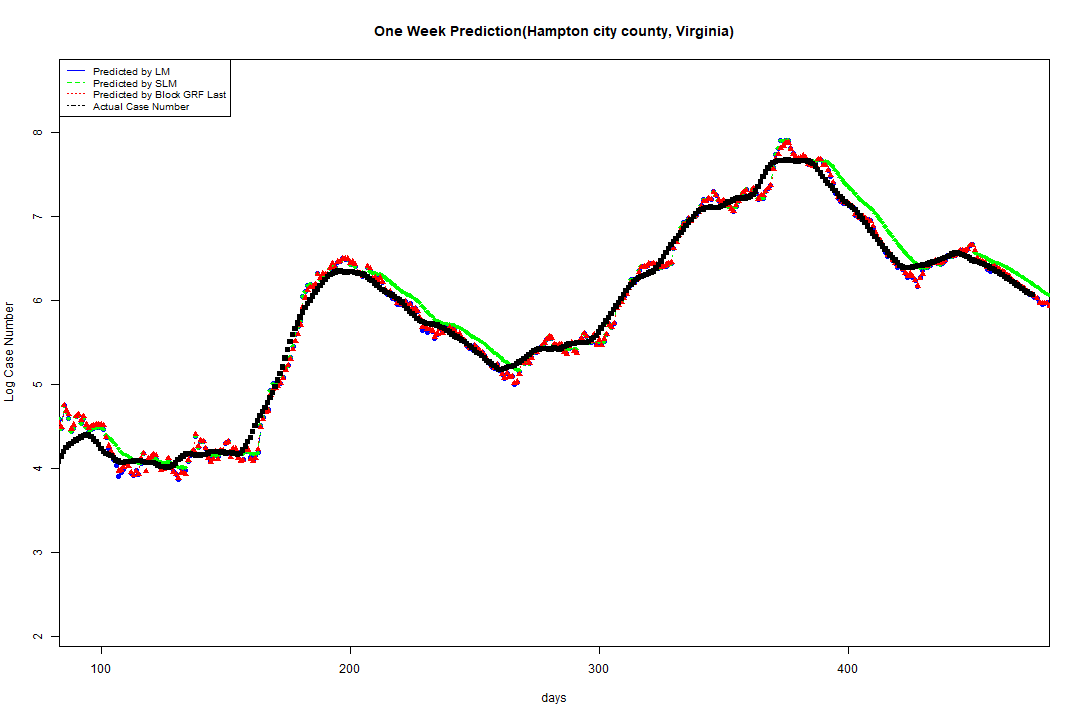 One Week Prediction(Hampton city county, Virginia)
Predicted by LM
Predicted by SLM
Predicted by Block GRF Last
Actual Case Number
8
7
6
5
4
3
2
Log Case Number
100 200 300 400
days